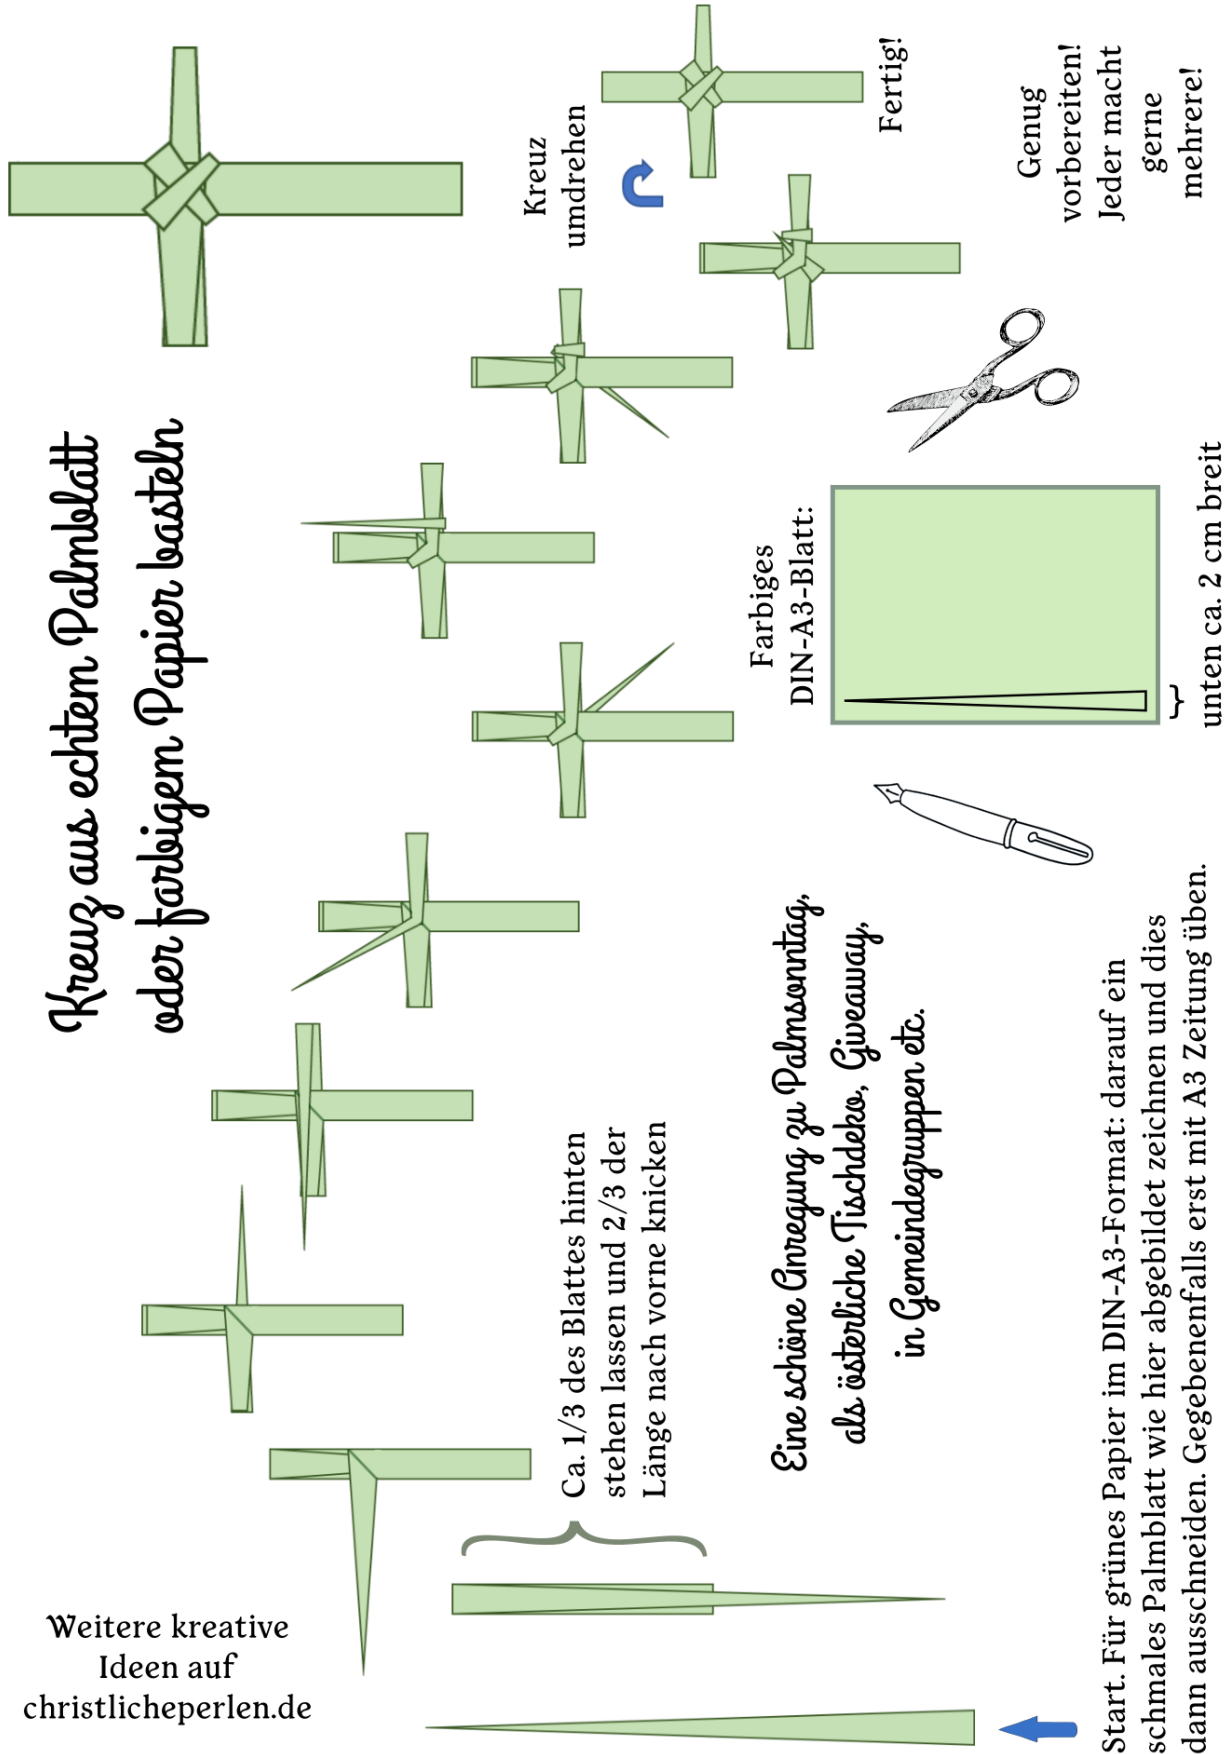 Kreuz aus echtem Palmblatt
oder farbigem Papier basteln
Weitere kreative
Ideen auf
christlicheperlen.de
Kreuz
umdrehen
Fertig!
Ca. 1/3 des Blattes hinten
stehen lassen und 2/3 der
Länge nach vorne knicken
Eine schöne Anregung zu Palmsonntag,
als österliche Tischdeko, Giveaway,
in Gemeindegruppen etc.
Farbiges
DIN-A3-Blatt:
unten ca. 2 cm breit
Genug
vorbereiten!
Jeder macht
gerne
mehrere!
Start. Für grünes Papier im DIN-A3-Format: darauf ein
schmales Palmblatt wie hier abgebildet zeichnen und dies
dann ausschneiden. Gegebenenfalls erst mit A3 Zeitung üben.